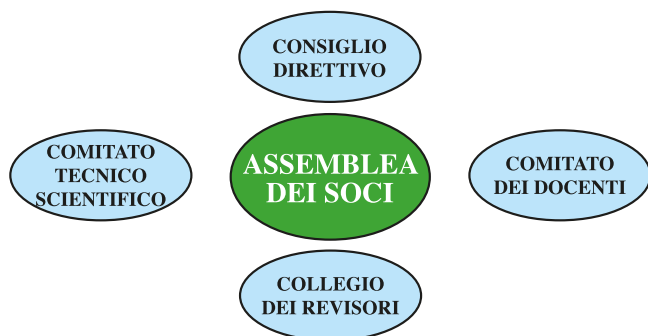 CONSIGLIO
DIRETTIVO
COMITATO
TECNICO
SCIENTIFICO
ASSEMBLEA
DEI SOCI
COMITATO
DEI DOCENTI
COLLEGIO
DEI REVISORI